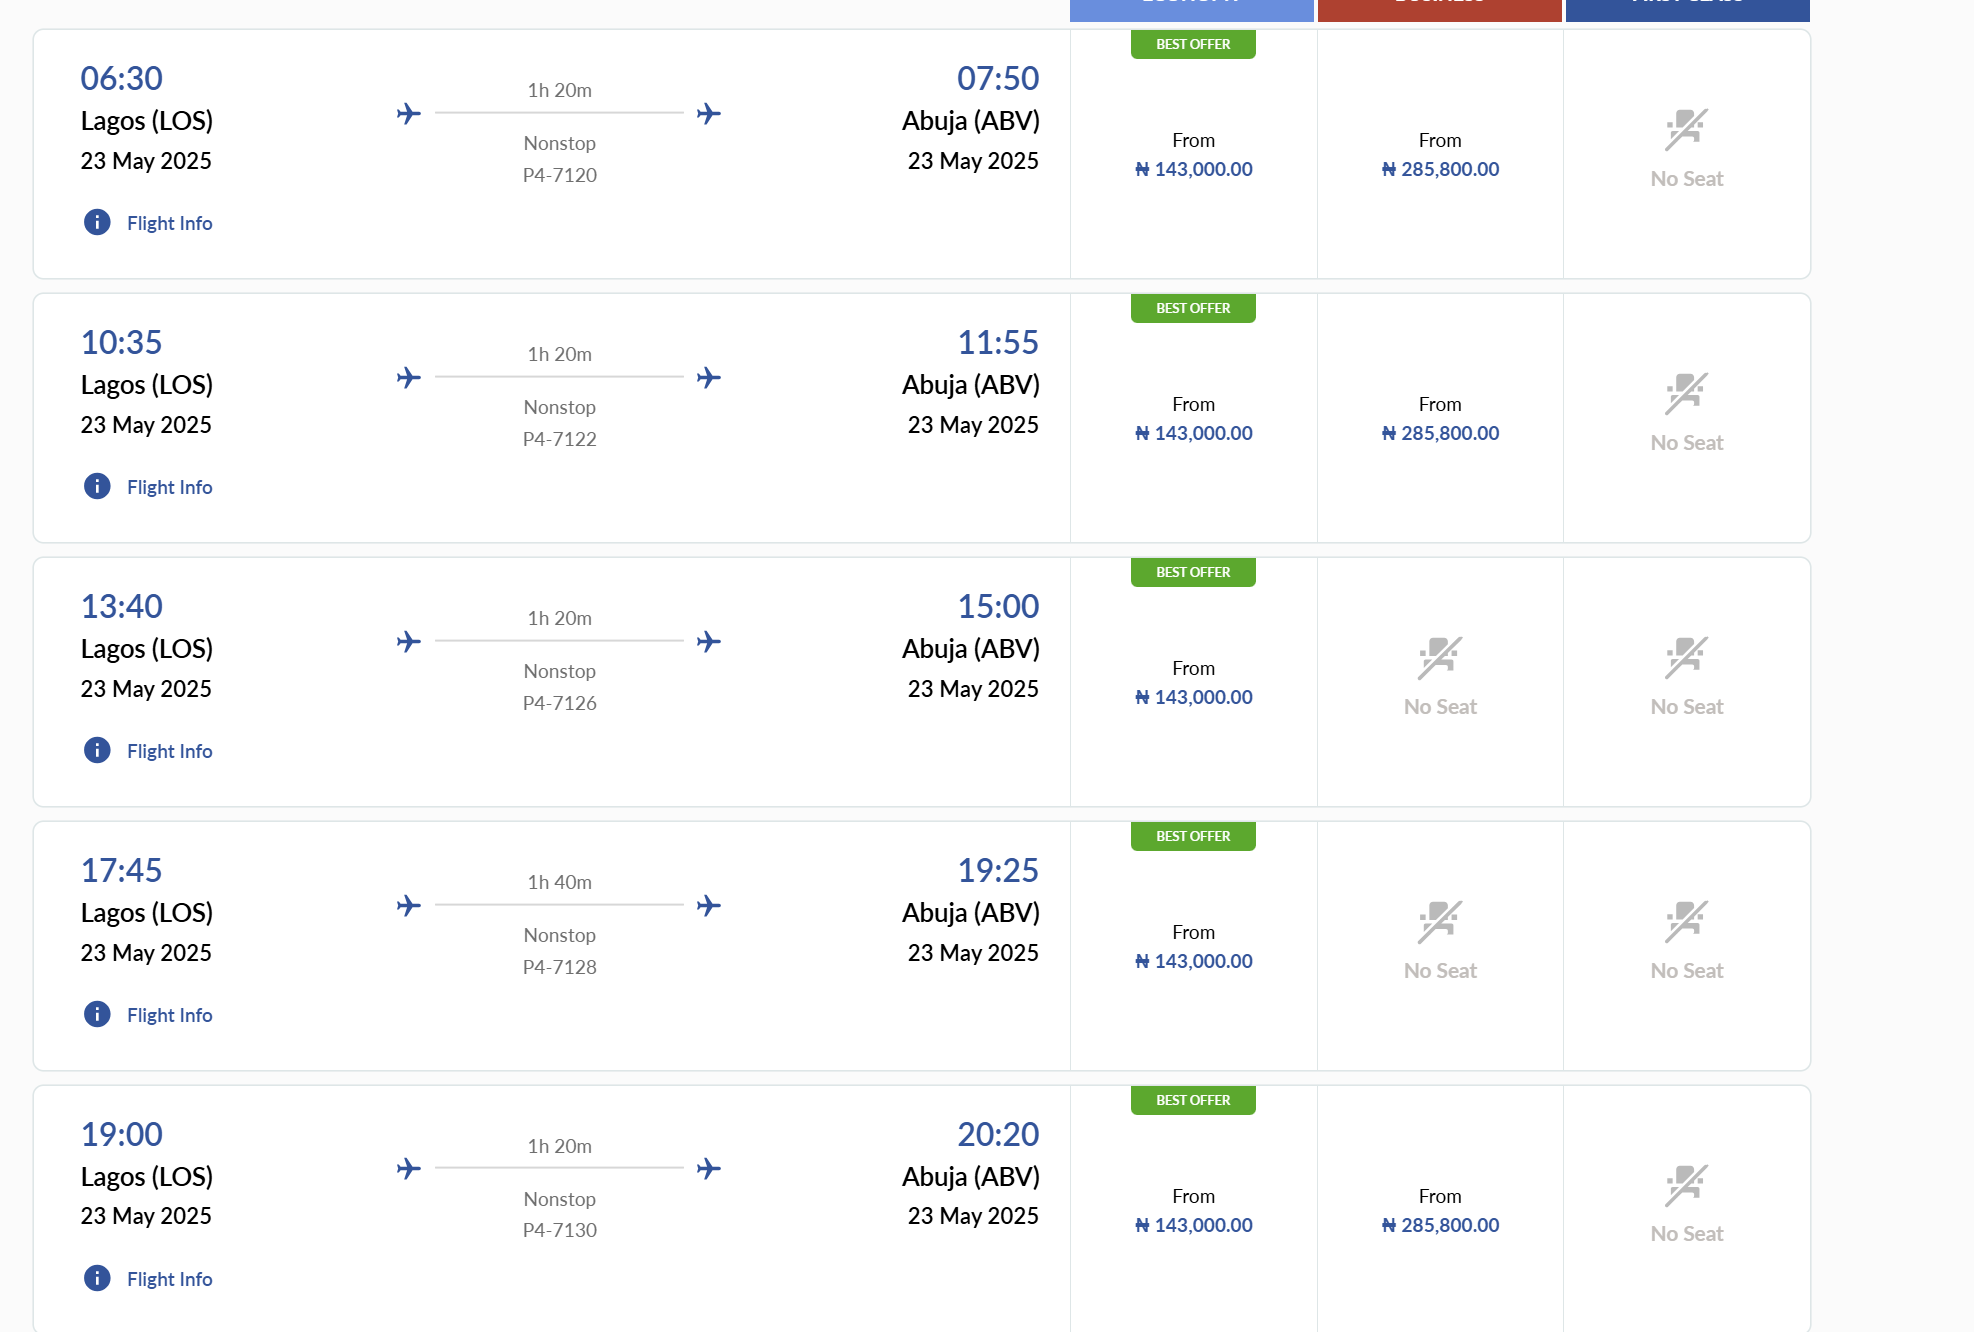 06:30
Lagos (LOS)
23 May 2025
1h 20m
Nonstop
P4-7120
07:50
Abuja (ABV)
23 May 2025
Flight Info
BEST OFFER
From
₦ 143,000.00
From
₦ 285,800.00
No Seat
10:35
Lagos (LOS)
23 May 2025
1h 20m
Nonstop
P4-7122
11:55
Abuja (ABV)
23 May 2025
Flight Info
BEST OFFER
From
₦ 143,000.00
From
₦ 285,800.00
No Seat
13:40
Lagos (LOS)
23 May 2025
1h 20m
Nonstop
P4-7126
15:00
Abuja (ABV)
23 May 2025
Flight Info
BEST OFFER
From
₦ 143,000.00
No Seat
No Seat
17:45
Lagos (LOS)
23 May 2025
1h 40m
Nonstop
P4-7128
19:25
Abuja (ABV)
23 May 2025
Flight Info
BEST OFFER
From
₦ 143,000.00
No Seat
No Seat
19:00
Lagos (LOS)
23 May 2025
1h 20m
Nonstop
P4-7130
20:20
Abuja (ABV)
23 May 2025
Flight Info
BEST OFFER
From
₦ 143,000.00
From
₦ 285,800.00
No Seat